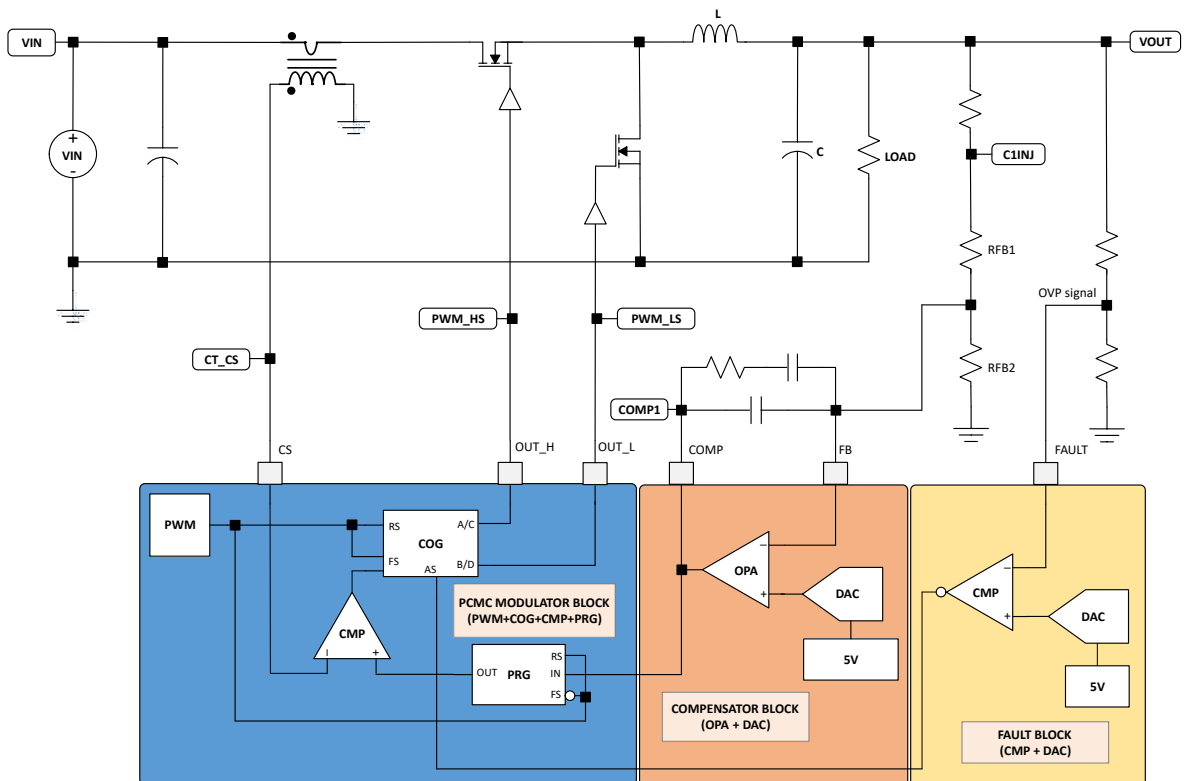 L
VIN
VOUT
+
VIN
-
C
LOAD
C1INJ
RFB1
OVP signal
PWM_HS
PWM_LS
CT_CS
RFB2
COMP1
CS
OUT_H
OUT_L
COMP
FB
FAULT
PWM
RS
A/C
COG
FS
AS
B/D
PCMC MODULATOR BLOCK
(PWM+COG+CMP+PRG)
CMP
-
+
RS
OUT
PRG
IN
FS
-
OPA
+
DAC
5V
COMPENSATOR BLOCK
(OPA + DAC)
-
CMP
+
DAC
5V
FAULT BLOCK
(CMP + DAC)